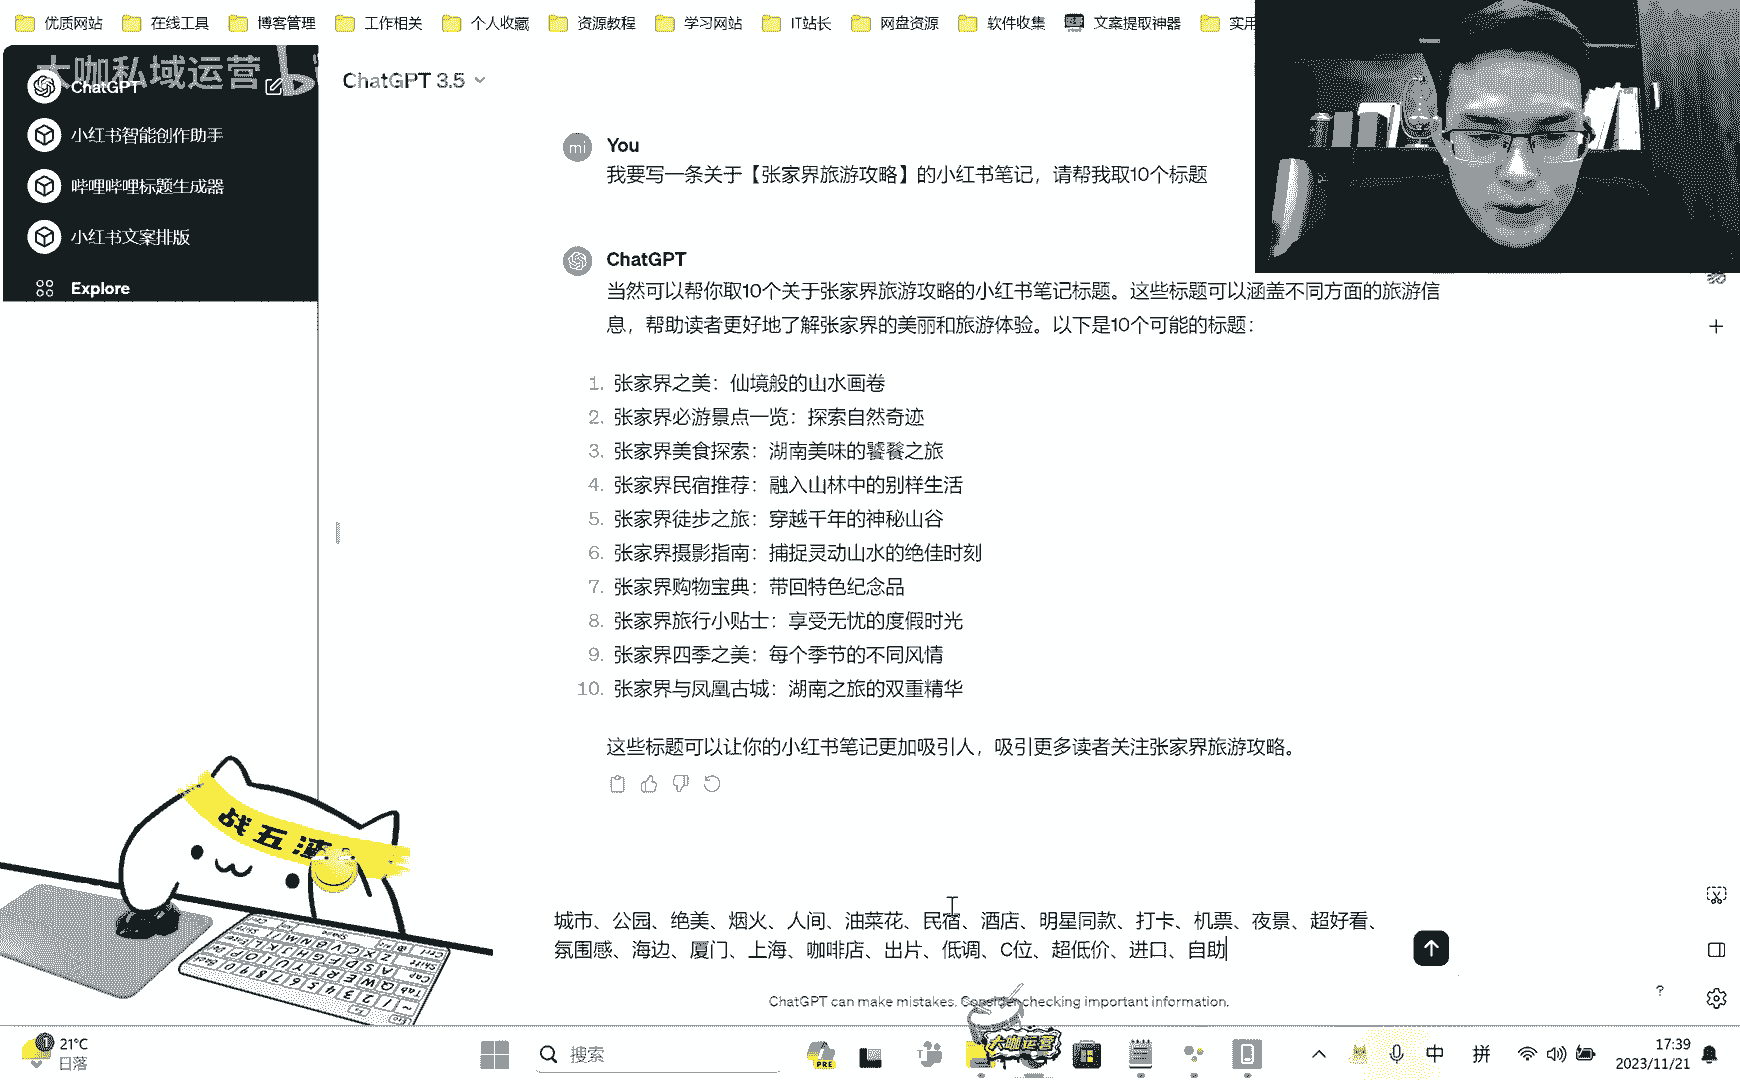 优质网站 在线工具 博客管理 工作相关 个人收藏 资源教程 学习网站 IT站长 网盘资源 软件收集 文案提取神器 实用
大咖私域运营
ChatGPT
小红书智能创作助手
哔哩哔哩标题生成器
小红书文案排版
Explore
ChatGPT 3.5
mi You
我要写一条关于【张家界旅游攻略】的小红书笔记，请帮我取10个标题
ChatGPT
当然可以帮你取10个关于张家界旅游攻略的小红书笔记标题。这些标题可以涵盖不同方面的旅游信
息，帮助读者更好地了解张家界的美丽和旅游体验。以下是10个可能的标题：
1. 张家界之美：仙境般的山水画卷
2. 张家界必游景点一览：探索自然奇迹
3. 张家界美食探索：湖南美味的饕餮之旅
4. 张家界民宿推荐：融入山林中的别样生活
5. 张家界徒步之旅：穿越千年的神秘山谷
6. 张家界摄影指南：捕捉灵动山水的绝佳时刻
7. 张家界购物宝典：带回特色纪念品
8. 张家界旅行小贴士：享受无忧的度假时光
9. 张家界四季之美：每个季节的不同风情
10. 张家界与凤凰古城：湖南之旅的双重精华
这些标题可以让你的小红书笔记更加吸引人，吸引更多读者关注张家界旅游攻略。
战五渣
城市、公园、绝美、烟火、人间、油菜花、民宿、酒店、明星同款、打卡、机票、夜景、超好看、
氛围感、海边、厦门、上海、咖啡店、出片、低调、C位、超低价、进口、自助
ChatGPT can make mistakes. Consider checking important information.
?
大咖运营
1 21°C
日落
搜索
PRE
中 拼
17:39
2023/11/21